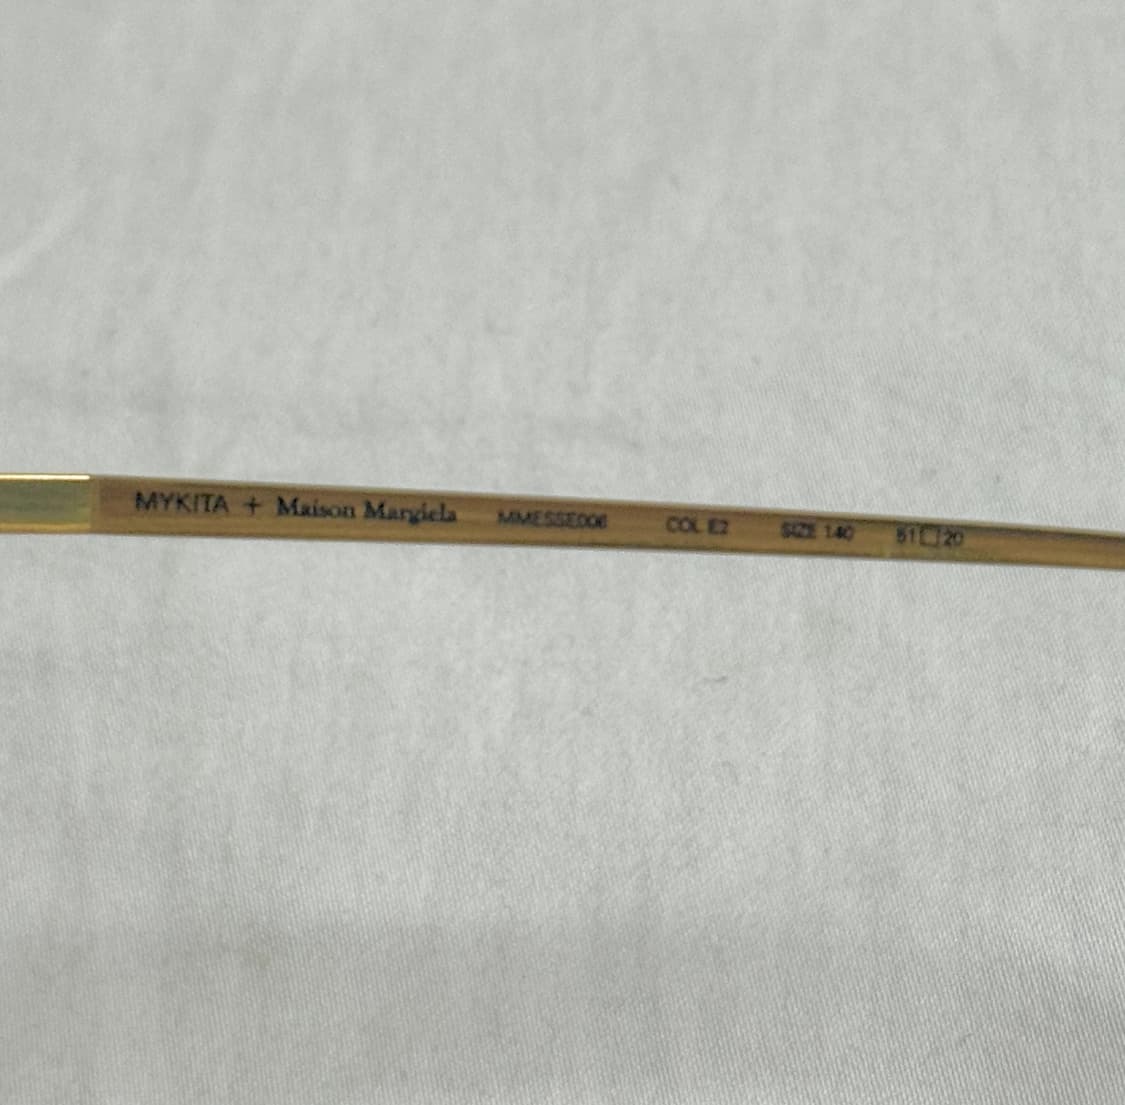 MYKITA + Maison Margiela MMESSE006 COL E2 SIZE 140 51□20